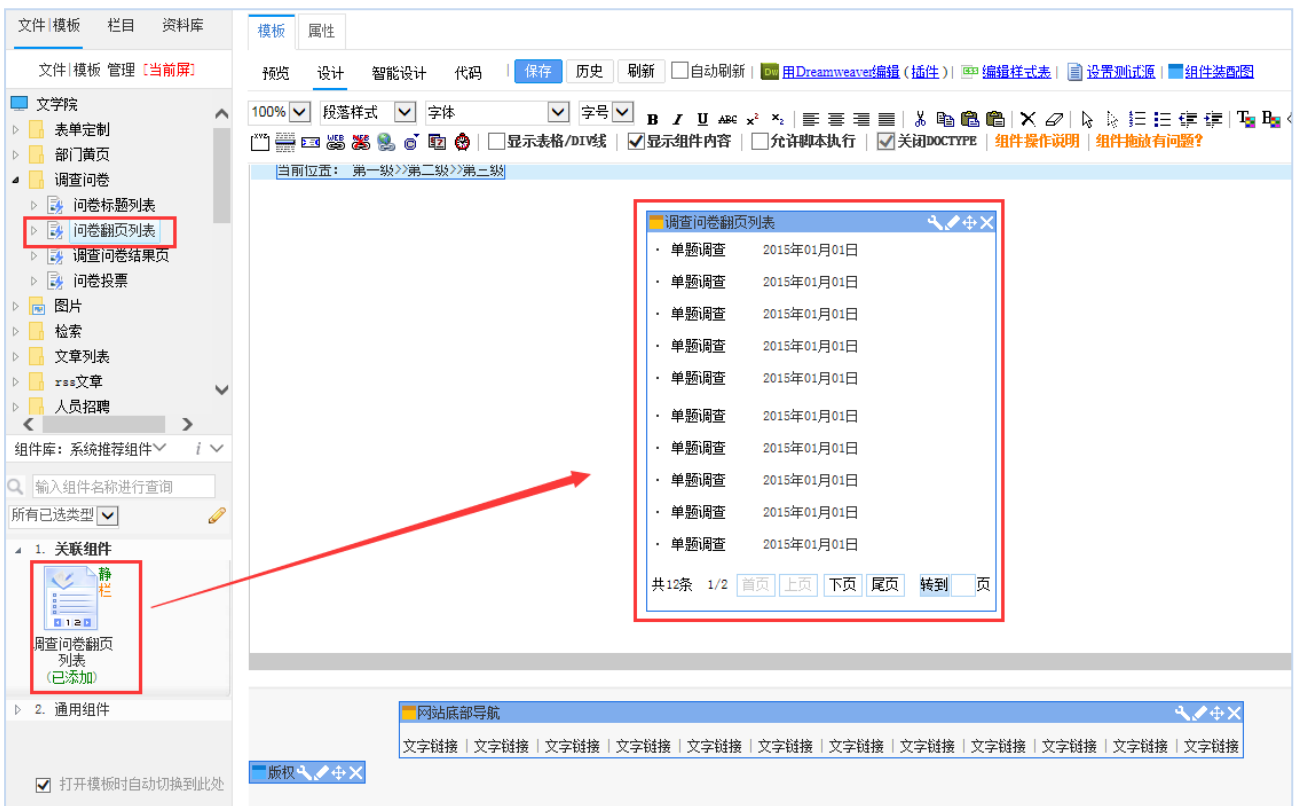 文件|模板 栏目 资料库
文件|模板 管理 [当前屏]
文学院
表单定制
部门黄页
调查问卷
问卷标题列表
问卷翻页列表
调查问卷结果页
问卷投票
图片
检索
文章列表
rss文章
人员招聘
组件库: 系统推荐组件
输入组件名称进行查询
所有已选类型
1. 关联组件
静
栏
调查问卷翻页
列表
(已添加)
2. 通用组件
打开模板时自动切换到此处
模板 属性
预览 设计 智能设计 代码 保存 历史 刷新 自动刷新 | Dw 用Dreamweaver编辑 (插件) | 编辑样式表 | 设置测试源 | 组件装配图
100% 段落样式 字体 字号 B I U ABC x² ×₂
显示表格/DIV线 | 显示组件内容 | 允许脚本执行 | 关闭DOCTYPE | 组件操作说明 | 组件拖放有问题?
当前位置: 第一级>>第二级>>第三级
调查问卷翻页列表
· 单题调查 2015年01月01日
· 单题调查 2015年01月01日
· 单题调查 2015年01月01日
· 单题调查 2015年01月01日
· 单题调查 2015年01月01日
· 单题调查 2015年01月01日
· 单题调查 2015年01月01日
· 单题调查 2015年01月01日
· 单题调查 2015年01月01日
· 单题调查 2015年01月01日
共12条 1/2 首页 上页 下页 尾页 转到 页
网站底部导航
文字链接 | 文字链接 | 文字链接 | 文字链接 | 文字链接 | 文字链接 | 文字链接 | 文字链接 | 文字链接 | 文字链接 | 文字链接 | 文字链接
版权